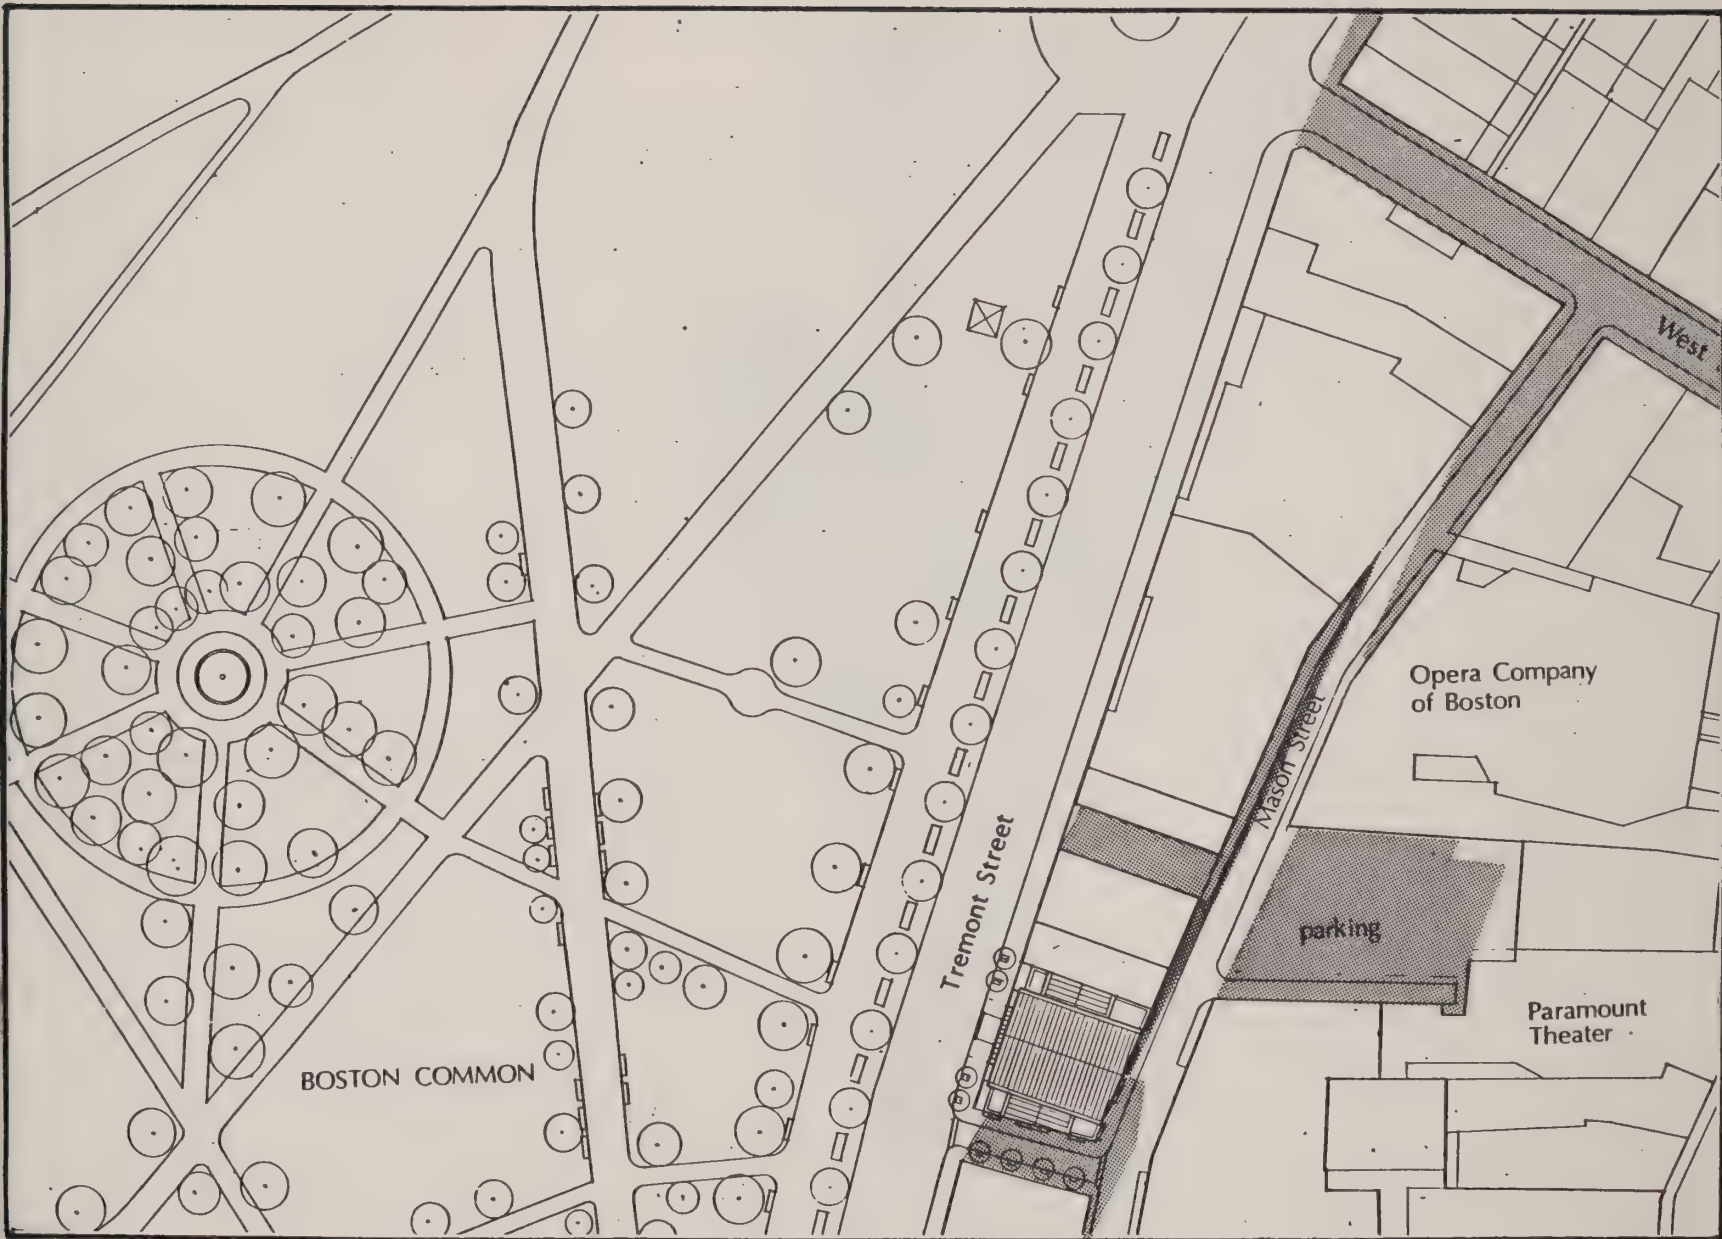 West
Opera Company
of Boston
Mason Street
Tremont Street
parking
Paramount
Theater
BOSTON COMMON